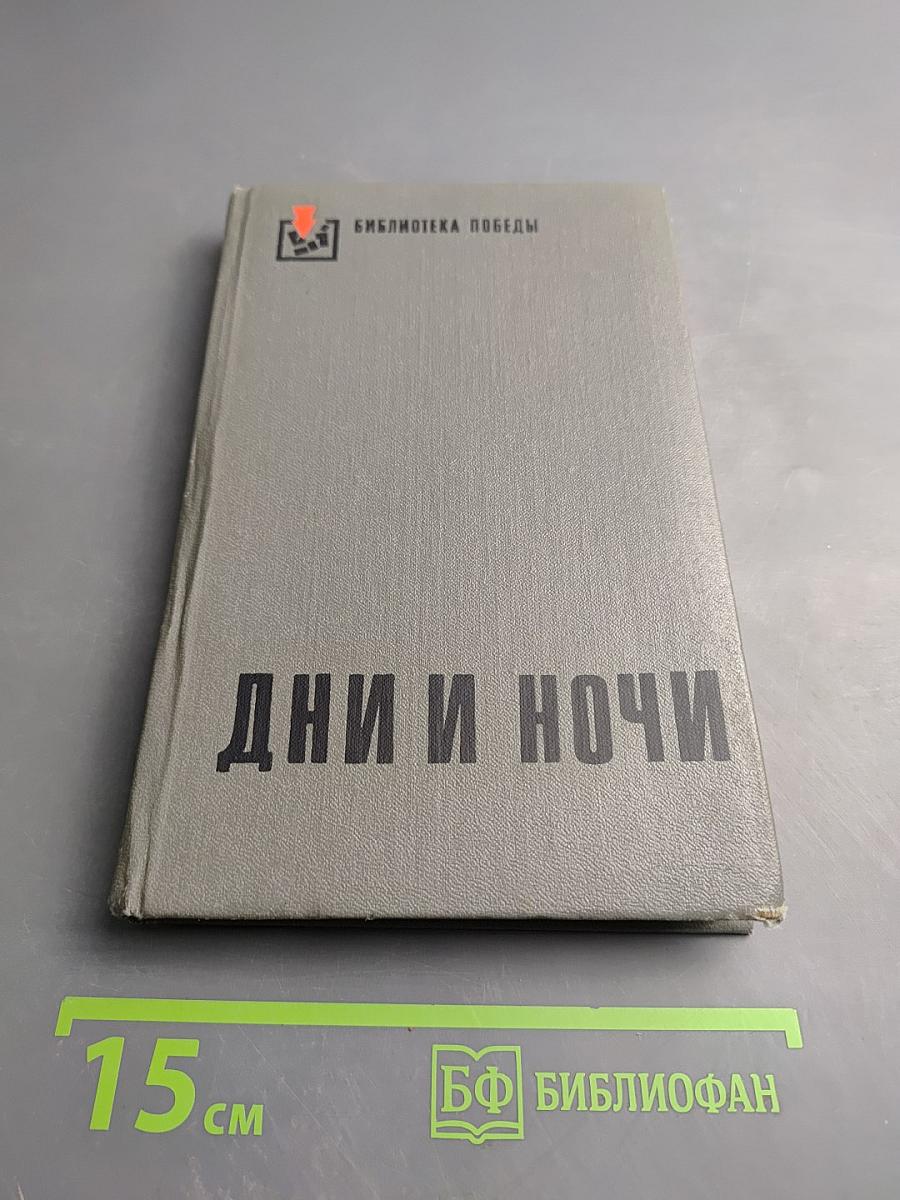 БИБЛИОТЕКА ПОБЕДЫ
ДНИ И НОЧИ
15 см
БФ БИБЛИОФАН